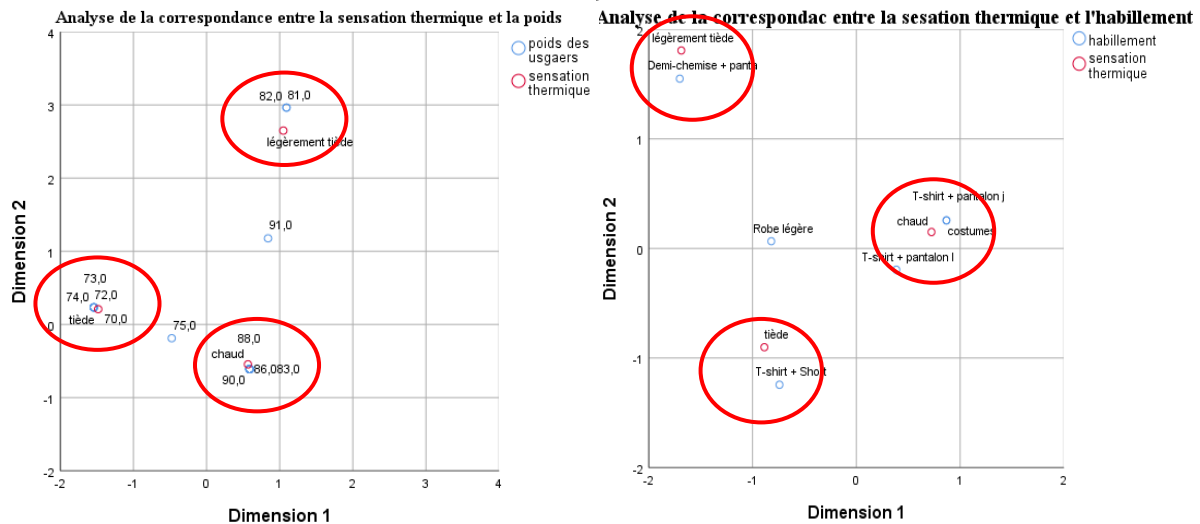 Analyse de la correspondance entre la sensation thermique et la poids
4
3
2
1
0
-1
-2
-2
-1
0
1
2
3
4
Dimension 2
Dimension 1
poids des
usgaers
sensation
thermique
82,0 81,0
légèrement tiède
91,0
73,0
74,0 72,0
tiède 70,0
75,0
88,0
chaud
86,083,0
90,0
Analyse de la correspondac entre la sesation thermique et l'habillement
2
1
0
-1
-2
-2
-1
0
1
2
Dimension 2
Dimension 1
habillement
sensation
thermique
légèrement tiède
Demi-chemise + panta
T-shirt + pantalon j
chaud
costumes
Robe légère
T-shirt + pantalon l
tiède
T-shirt + Short